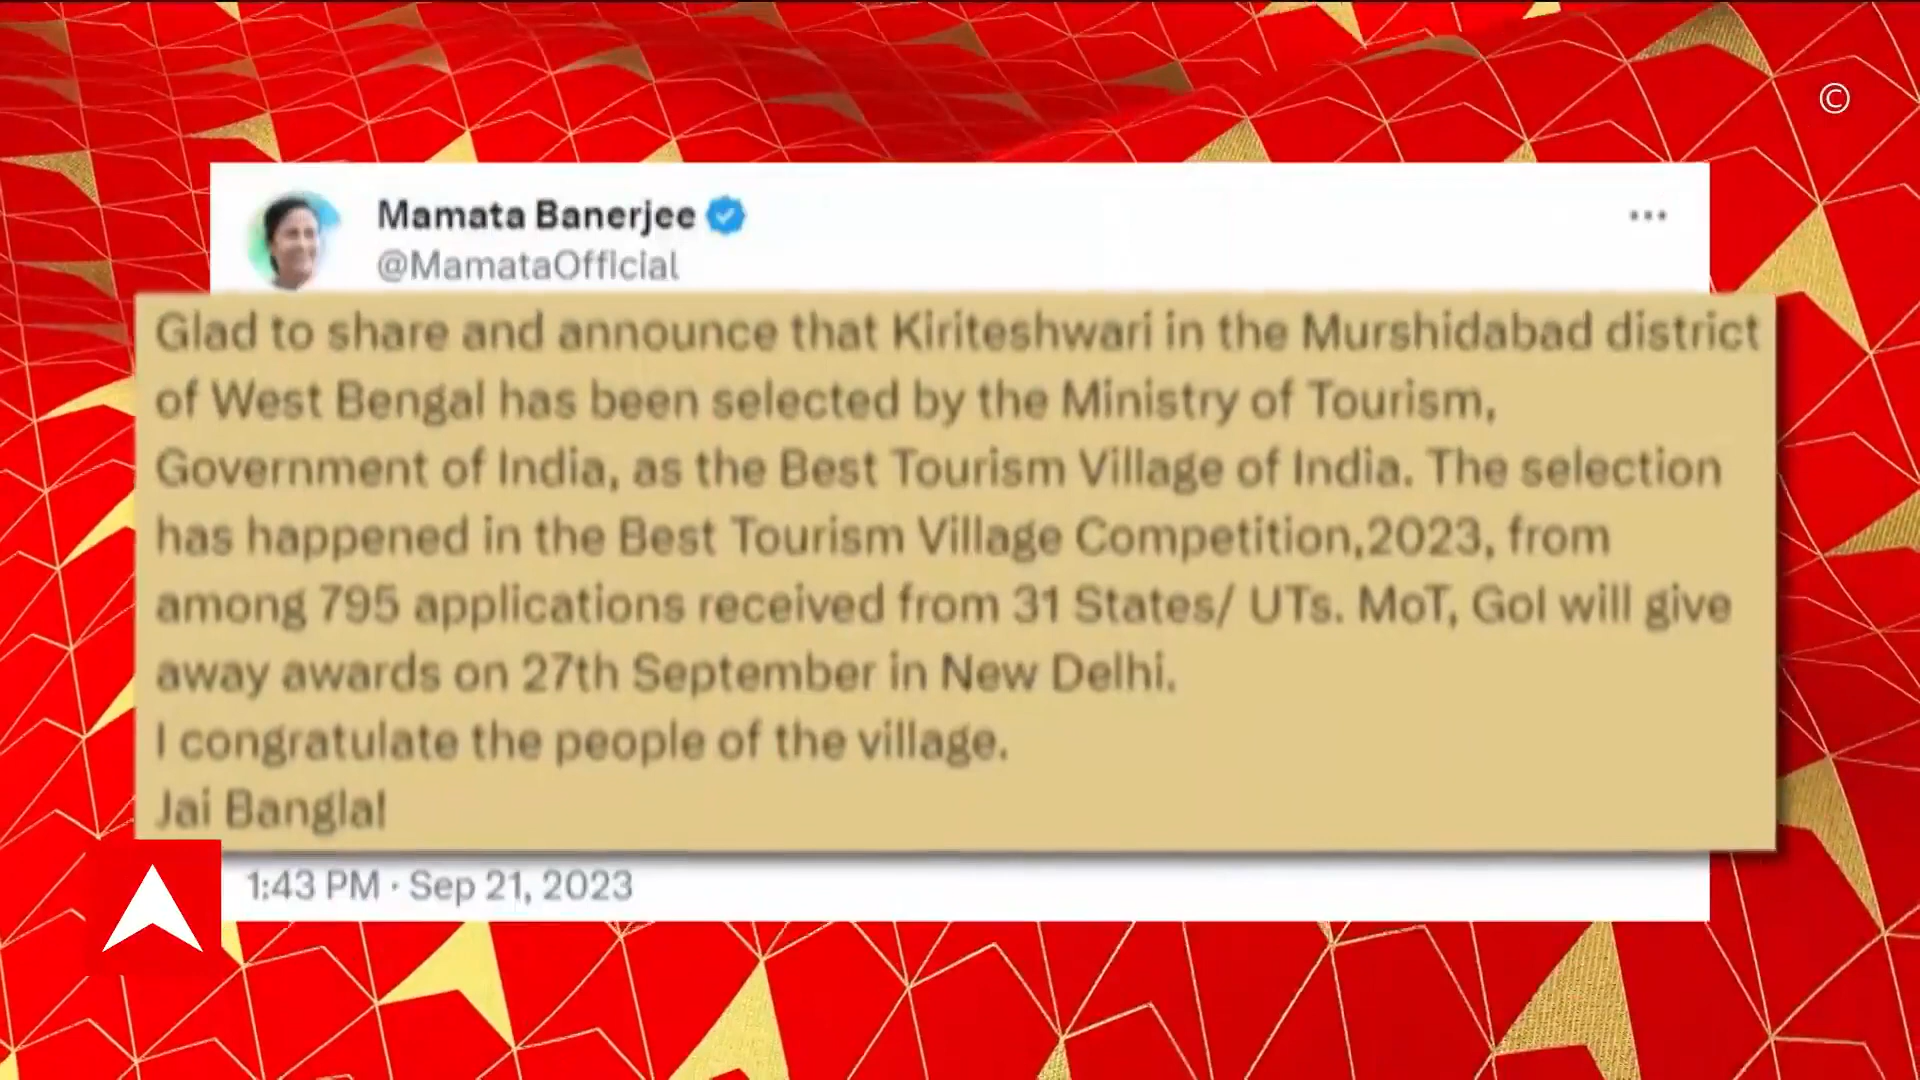 ©
Mamata Banerjee
@MamataOfficial
Glad to share and announce that Kiriteshwari in the Murshidabad district
of West Bengal has been selected by the Ministry of Tourism,
Government of India, as the Best Tourism Village of India. The selection
has happened in the Best Tourism Village Competition,2023, from
among 795 applications received from 31 States/ UTs. MoT, GoI will give
away awards on 27th September in New Delhi.
I congratulate the people of the village.
Jai Bangla!
1:43 PM · Sep 21, 2023